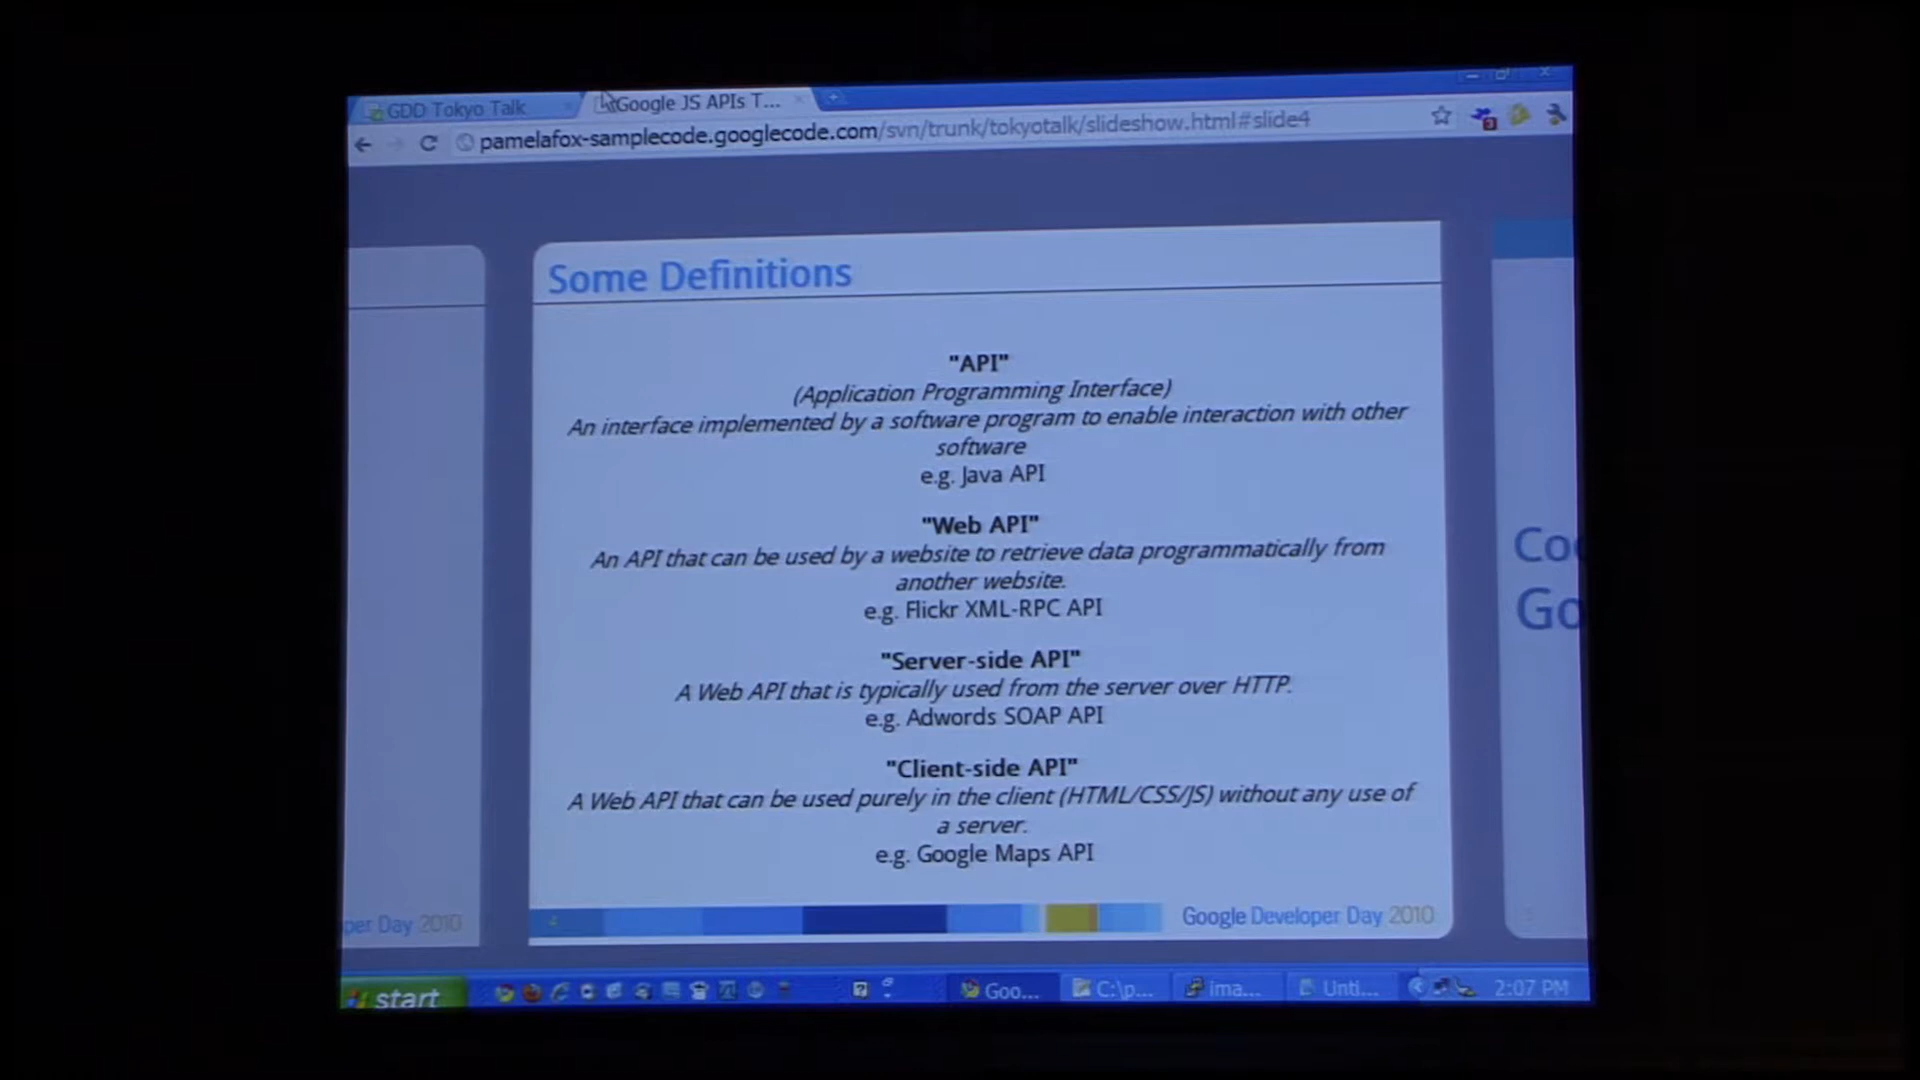 GDD Tokyo Talk
Google JS APIs T...
pamelafox-samplecode.googlecode.com/svn/trunk/tokyotalk/slideshow.html#slide4
Some Definitions
"API"
(Application Programming Interface)
An interface implemented by a software program to enable interaction with other
software
e.g. Java API
"Web API"
An API that can be used by a website to retrieve data programmatically from
another website.
e.g. Flickr XML-RPC API
"Server-side API"
A Web API that is typically used from the server over HTTP.
e.g. Adwords SOAP API
"Client-side API"
A Web API that can be used purely in the client (HTML/CSS/JS) without any use of
a server.
e.g. Google Maps API
4
Google Developer Day 2010
per Day 2010
Co
Go
5
start
Goo...
C:\p...
ima...
Unti...
2:07 PM